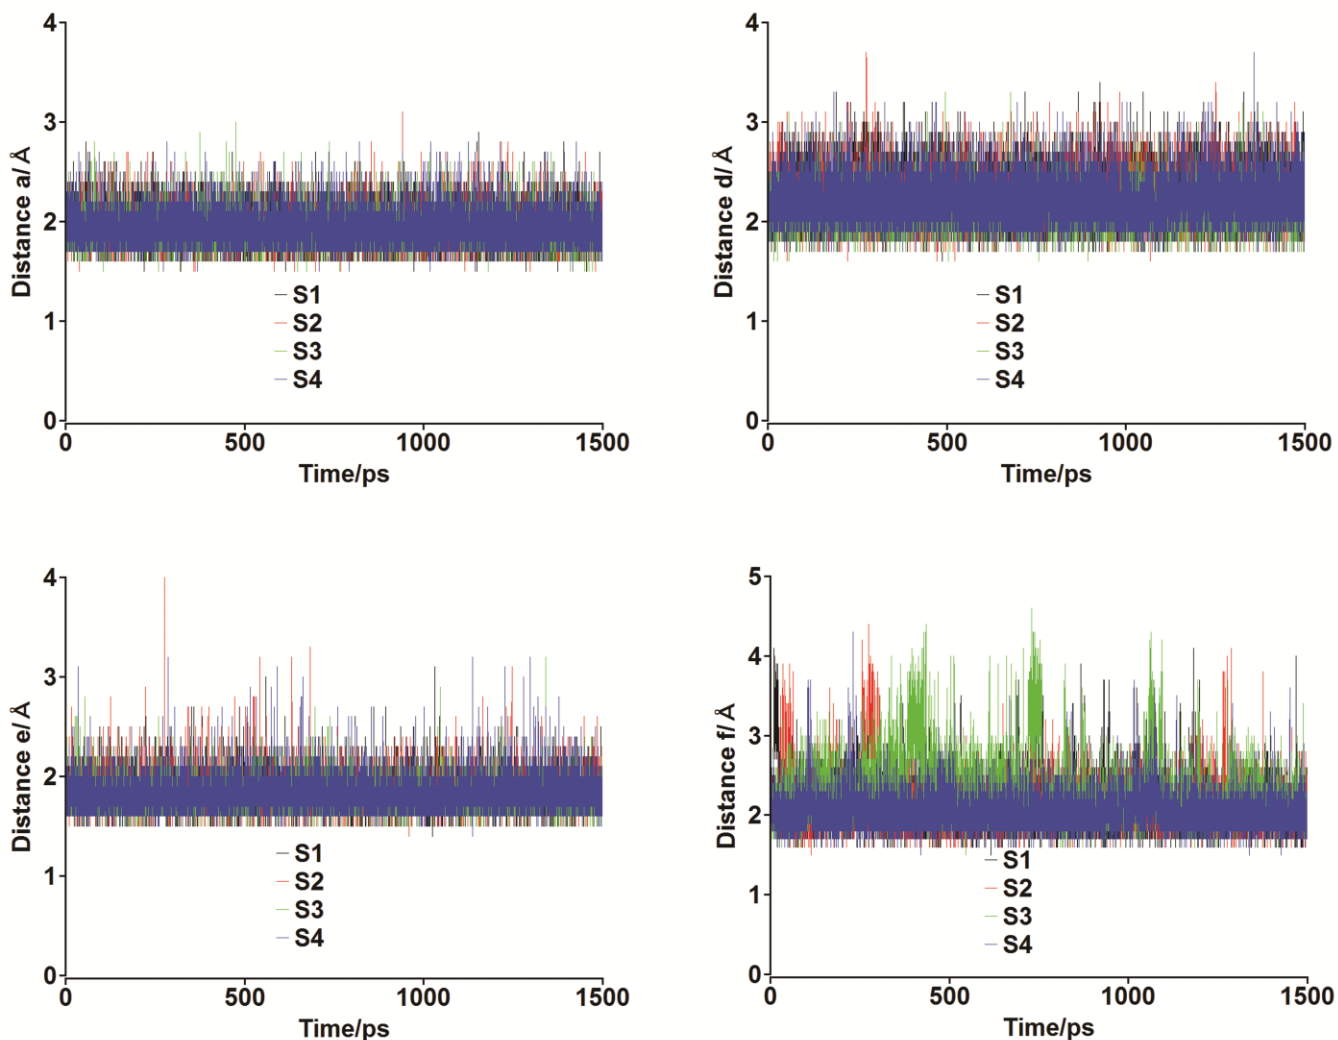 4
3
2
1
0
Distance a/ Å
S1
S2
S3
S4
0 500 1000 1500
Time/ps
4
3
2
1
0
Distance d/ Å
S1
S2
S3
S4
0 500 1000 1500
Time/ps
4
3
2
1
0
Distance e/ Å
S1
S2
S3
S4
0 500 1000 1500
Time/ps
5
4
3
2
1
0
Distance f/ Å
S1
S2
S3
S4
0 500 1000 1500
Time/ps